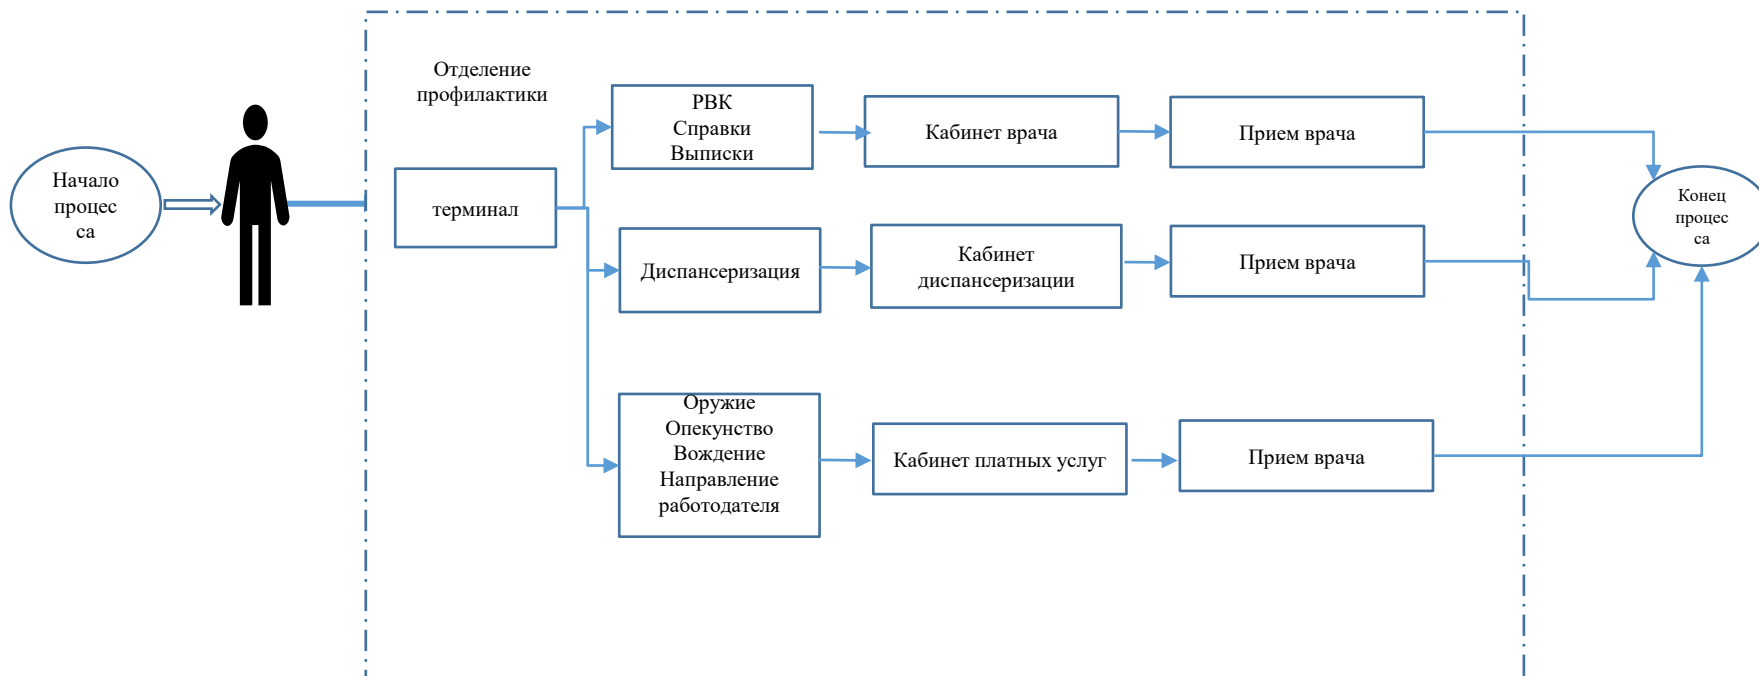 Отделение
профилактики
Начало
процес
са
терминал
РВК
Справки
Выписки
Кабинет врача
Прием врача
Диспансеризация
Кабинет
диспансеризации
Прием врача
Оружие
Опекунство
Вождение
Направление
работодателя
Кабинет платных услуг
Прием врача
Конец
процес
са